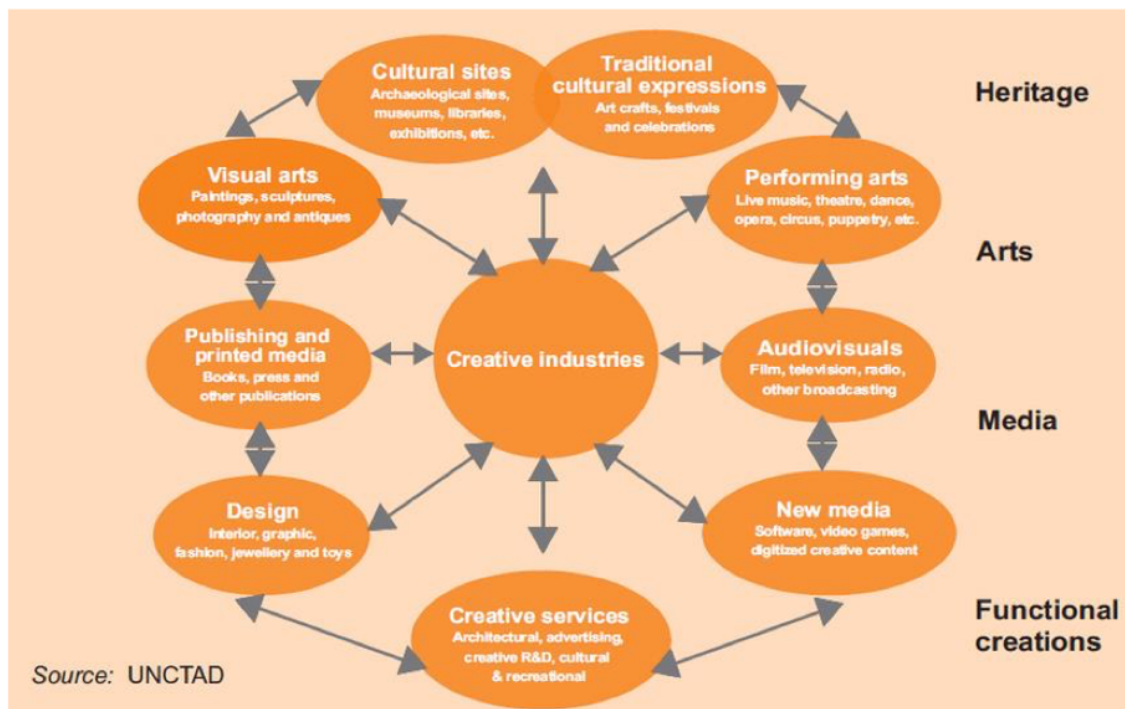 Cultural sites
Archaeological sites,
museums, libraries,
exhibitions, etc.
Traditional
cultural expressions
Art crafts, festivals
and celebrations
Heritage
Visual arts
Paintings, sculptures,
photography and antiques
Performing arts
Live music, theatre, dance,
opera, circus, puppetry, etc.
Arts
Publishing and
printed media
Books, press and
other publications
Creative industries
Audiovisuals
Film, television, radio,
other broadcasting
Media
Design
Interior, graphic,
fashion, jewellery and toys
New media
Software, video games,
digitized creative content
Creative services
Architectural, advertising,
creative R&D, cultural
& recreational
Functional
creations
Source: UNCTAD